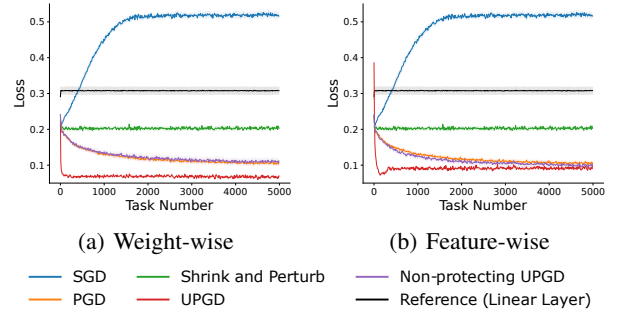 0.5
0.4
0.3
0.2
0.1
Loss
0 1000 2000 3000 4000 5000
Task Number
(a) Weight-wise
0.5
0.4
0.3
0.2
0.1
Loss
0 1000 2000 3000 4000 5000
Task Number
(b) Feature-wise
SGD Shrink and Perturb Non-protecting UPGD
PGD UPGD Reference (Linear Layer)